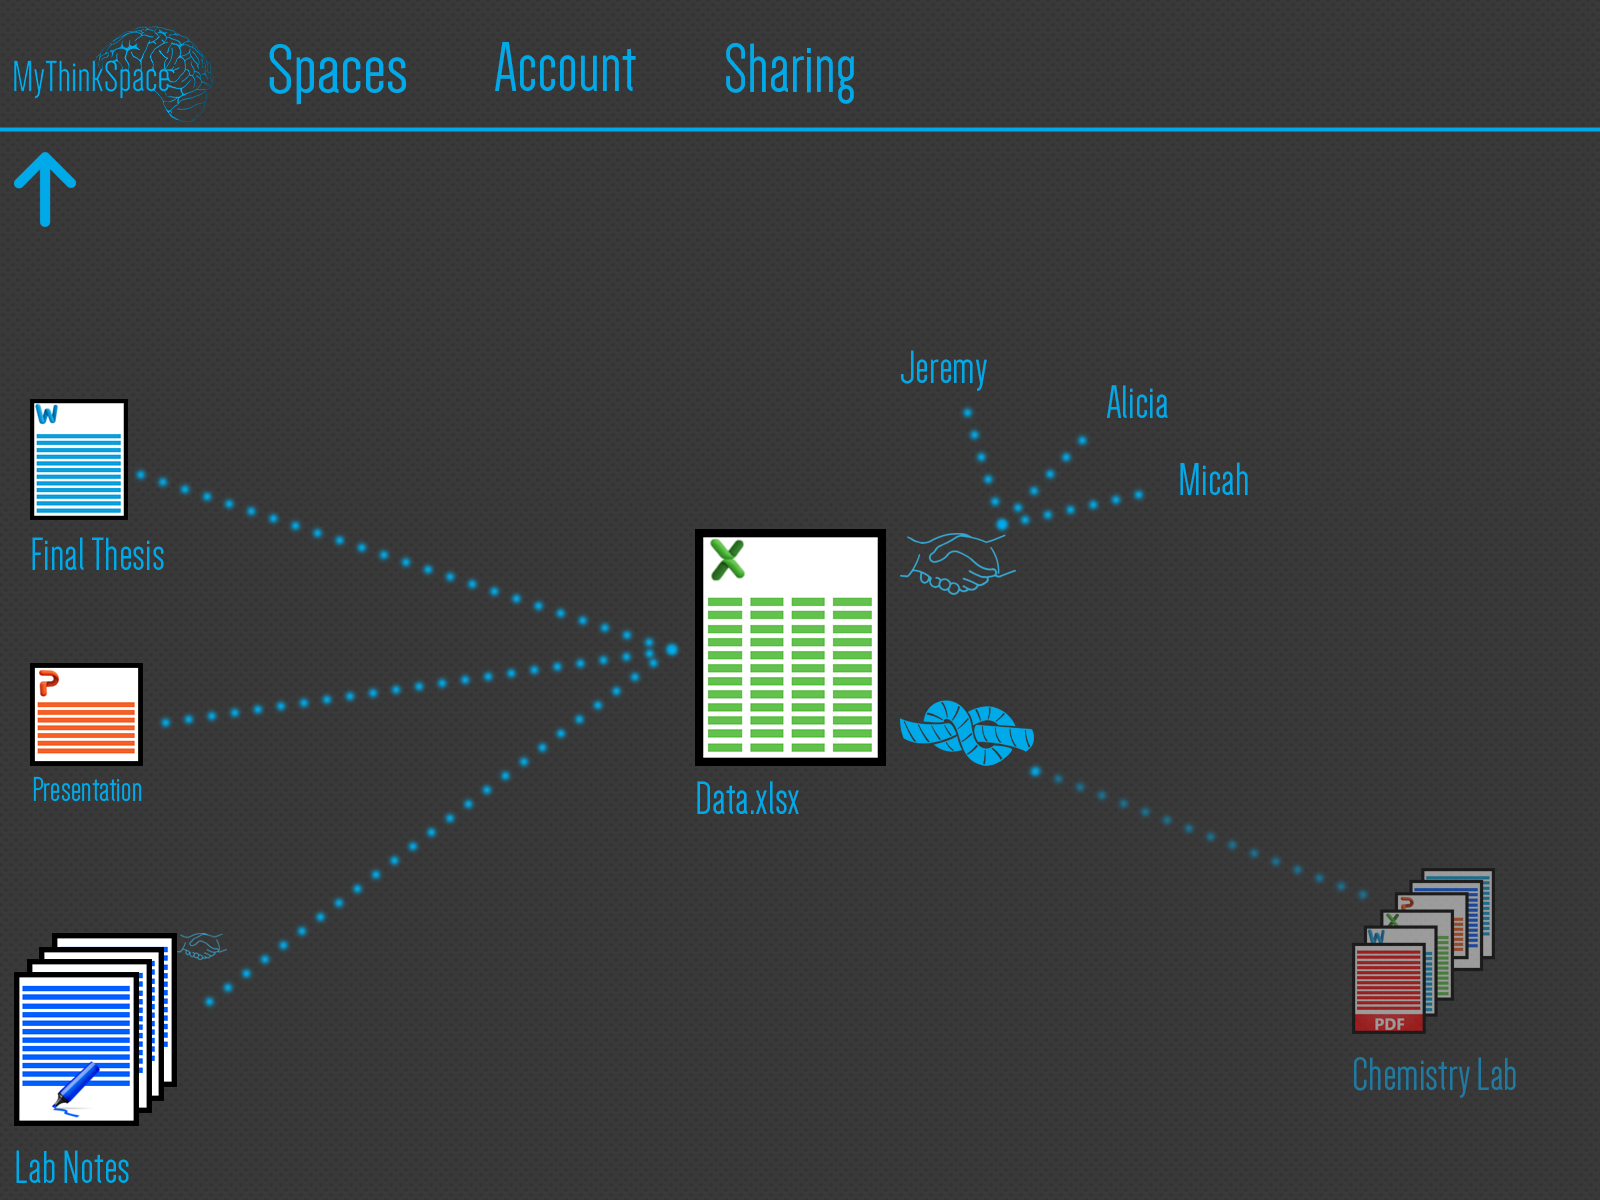 MyThinkSpace
Spaces
Account
Sharing
Jeremy
Alicia
Micah
W
Final Thesis
X
P
Presentation
Data.xlsx
P
X
W
PDF
Chemistry Lab
Lab Notes